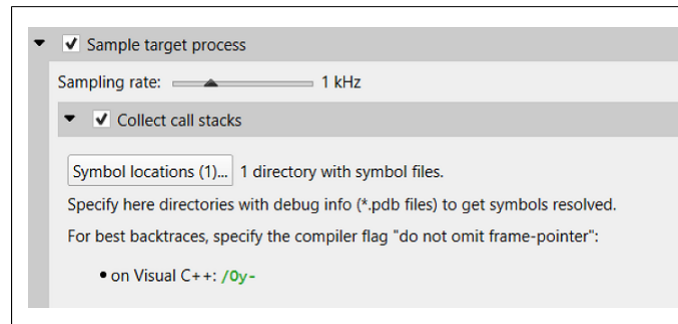 Sample target process
Sampling rate: 1 kHz
Collect call stacks
Symbol locations (1)... 1 directory with symbol files.
Specify here directories with debug info (*.pdb files) to get symbols resolved.
For best backtraces, specify the compiler flag "do not omit frame-pointer":
• on Visual C++: /Oy-